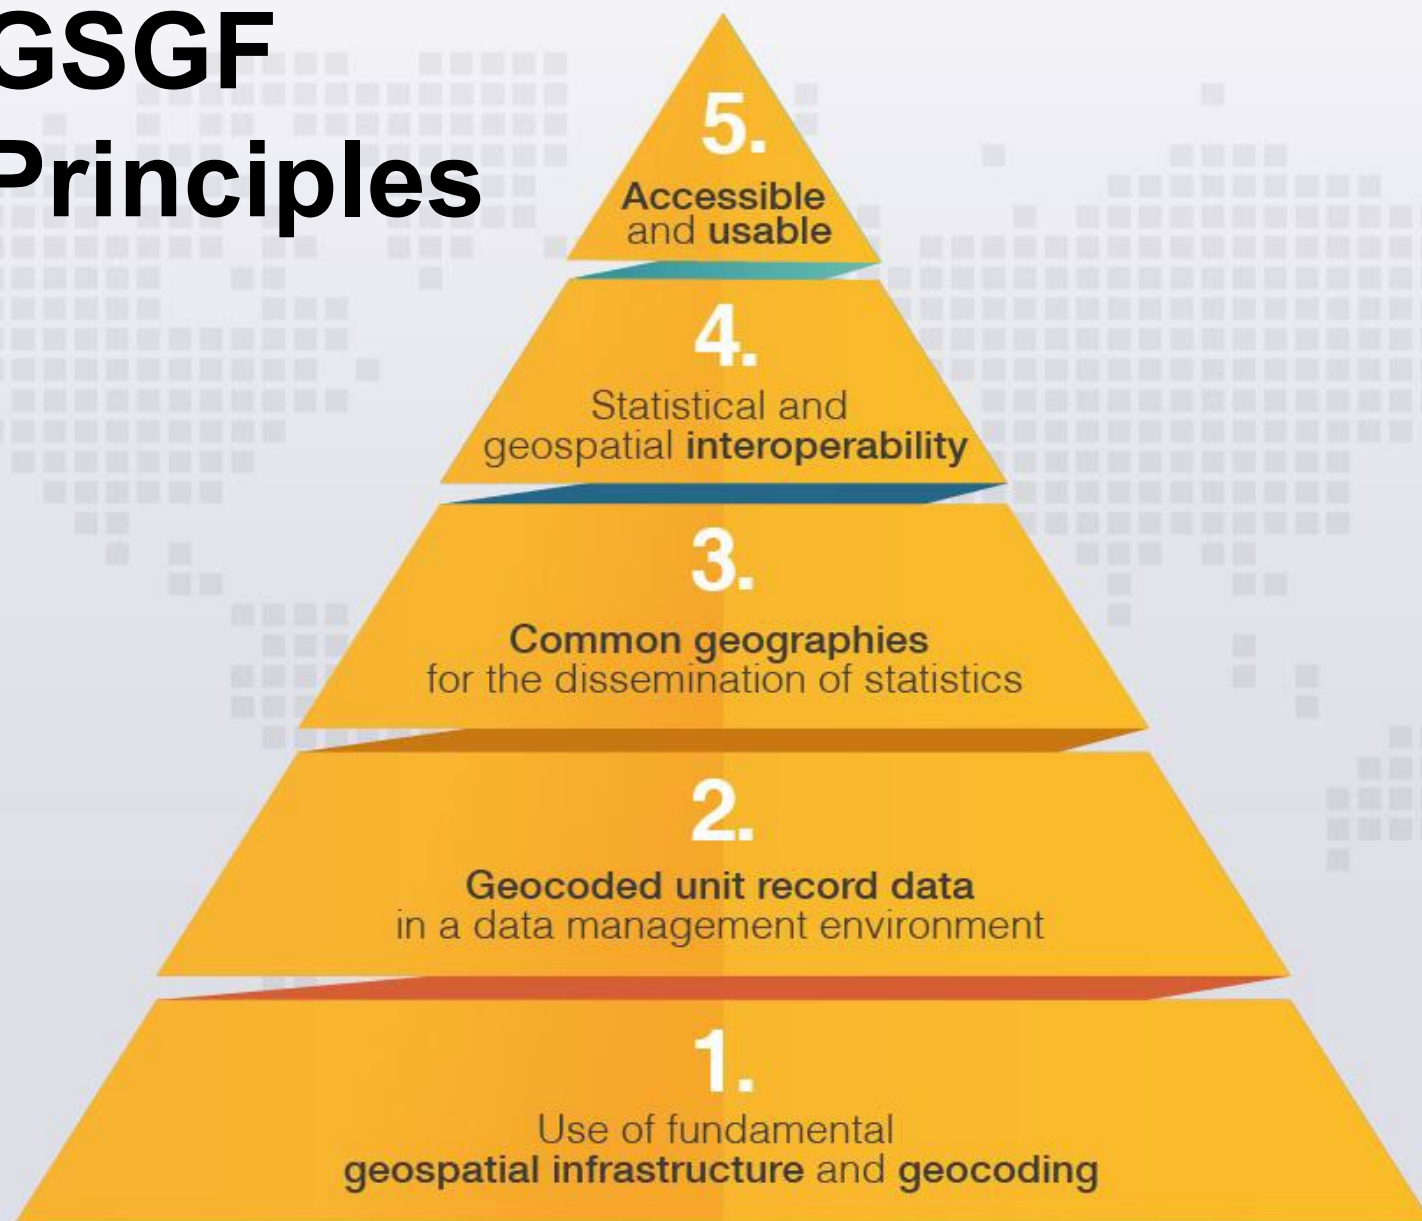 GSGF
Principles
5.
Accessible
and usable
4.
Statistical and
geospatial interoperability
3.
Common geographies
for the dissemination of statistics
2.
Geocoded unit record data
in a data management environment
1.
Use of fundamental
geospatial infrastructure and geocoding